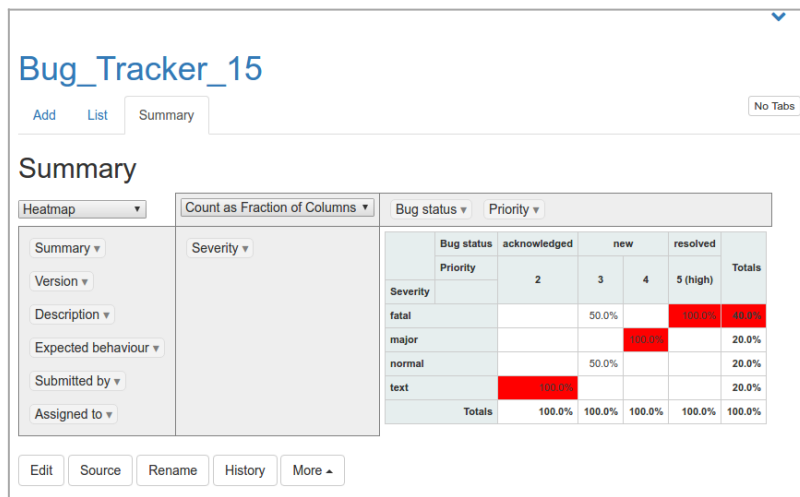 Bug_Tracker_15
Add List Summary
No Tabs
Summary
Heatmap Count as Fraction of Columns Bug status Priority
Summary
Version
Description
Expected behaviour
Submitted by
Assigned to
Severity
Bug status acknowledged new resolved Totals
Priority 2 3 4 5 (high)
Severity
fatal 50.0% 100.0% 40.0%
major 100.0% 20.0%
normal 50.0% 20.0%
text 100.0% 20.0%
Totals 100.0% 100.0% 100.0% 100.0% 100.0%
Edit Source Rename History More